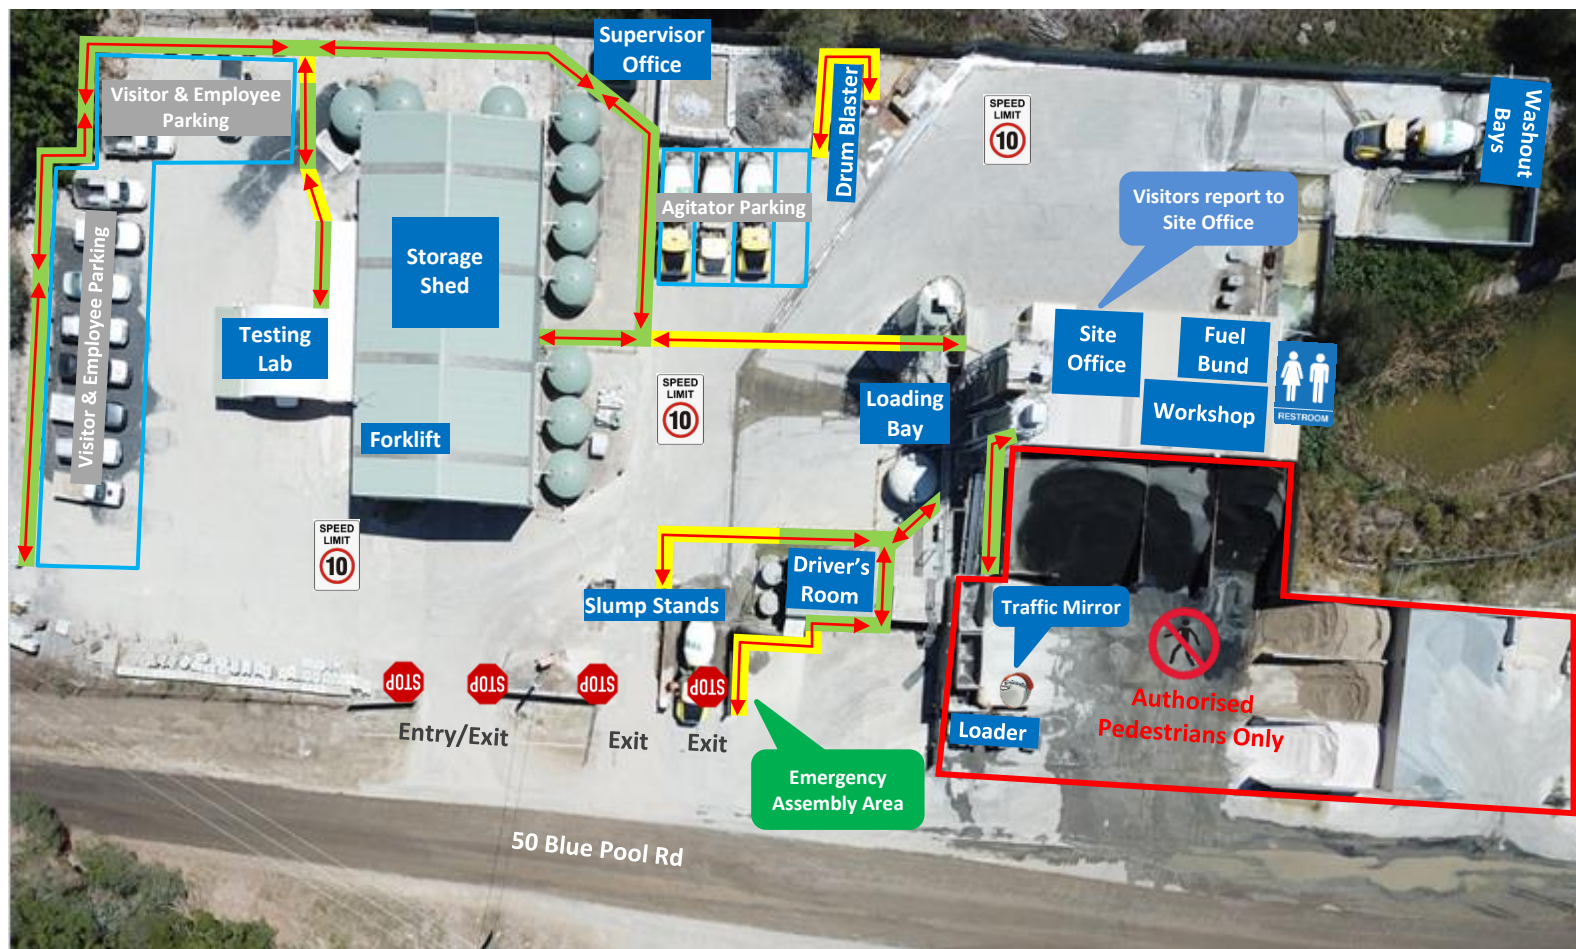 Supervisor
Office
Visitor & Employee
Parking
Drum Blaster
SPEED
LIMIT
10
Washout
Bays
Visitors report to
Site Office
Agitator Parking
Visitor & Employee Parking
Storage
Shed
Testing
Lab
Site
Office
Fuel
Bund
RESTROOM
Workshop
SPEED
LIMIT
10
Loading
Bay
Forklift
SPEED
LIMIT
10
Driver's
Room
Slump Stands
Traffic Mirror
STOP
STOP
STOP
STOP
Authorised
Pedestrians Only
Entry/Exit
Exit
Exit
Loader
Emergency
Assembly Area
50 Blue Pool Rd